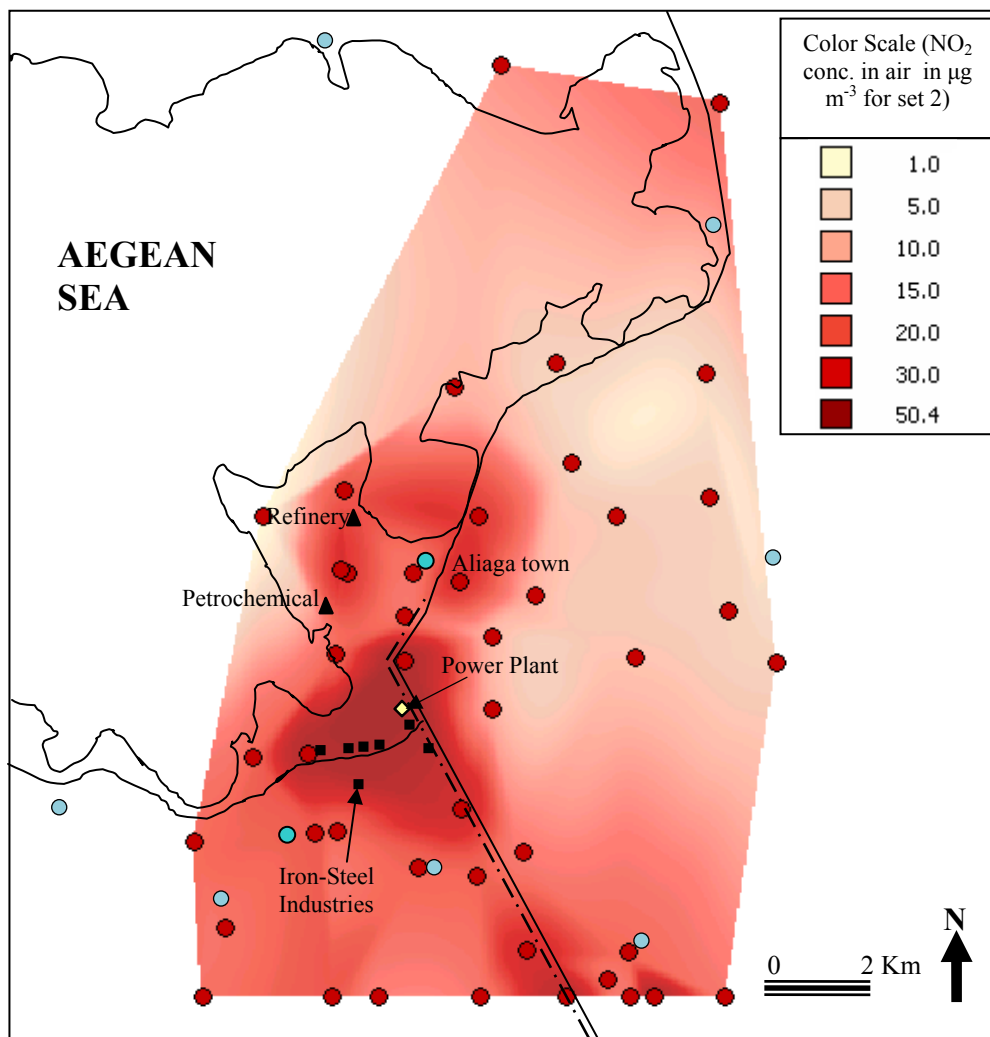 Color Scale (NO₂
conc. in air in µg
m⁻³ for set 2)
1.0
5.0
10.0
15.0
20.0
30.0
50.4
AEGEAN
SEA
Refinery
Aliaga town
Petrochemical
Power Plant
Iron-Steel
Industries
N
0 2 Km